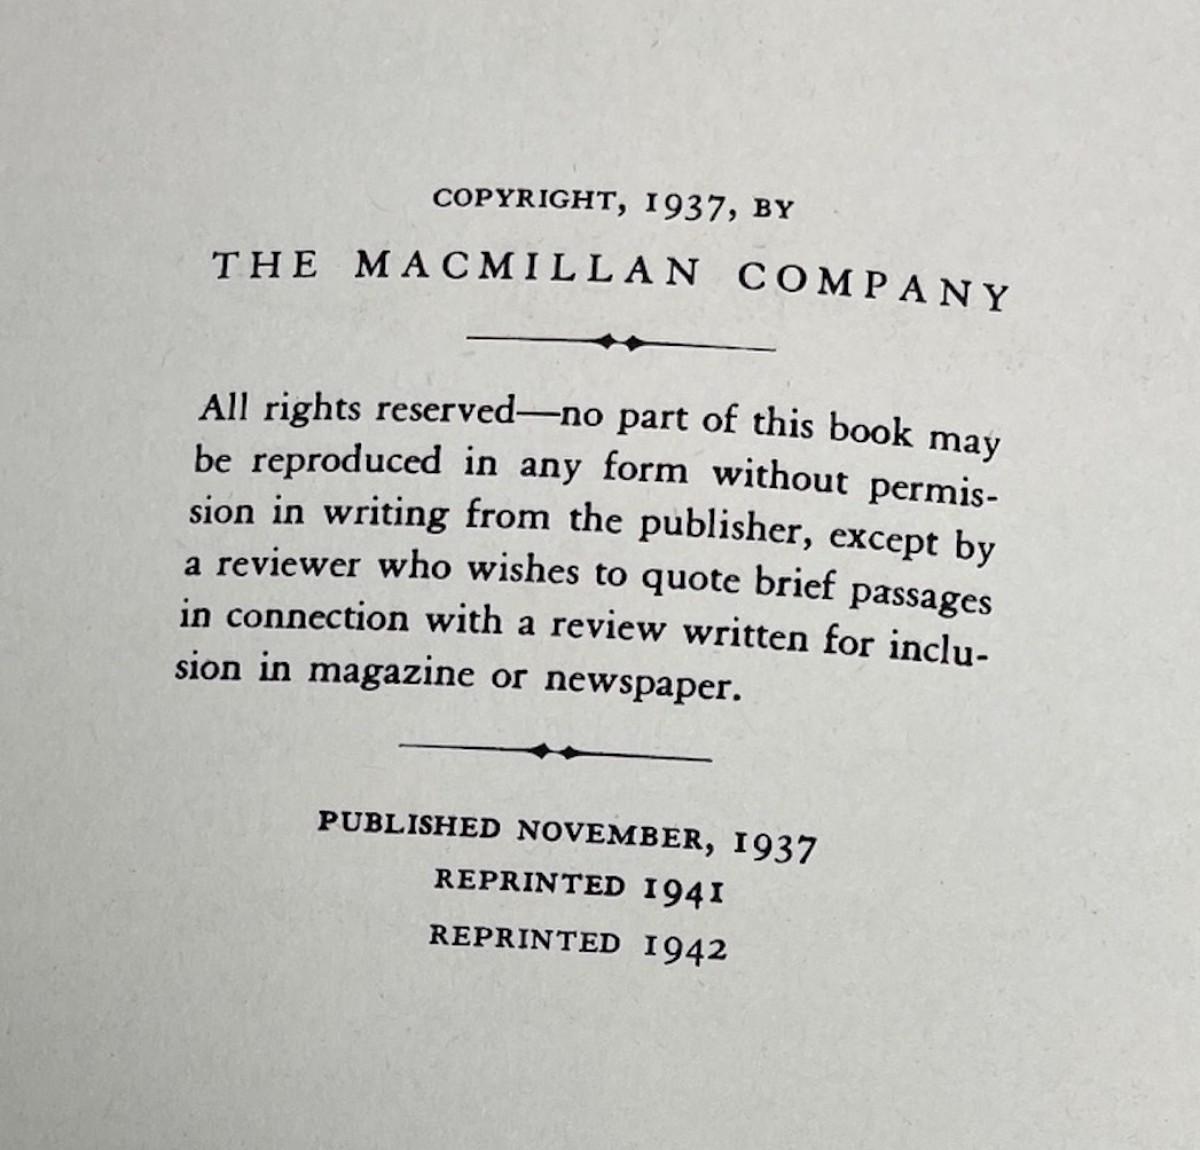 COPYRIGHT, 1937, BY
THE MACMILLAN COMPANY
All rights reserved—no part of this book may
be reproduced in any form without permis-
sion in writing from the publisher, except by
a reviewer who wishes to quote brief passages
in connection with a review written for inclu-
sion in magazine or newspaper.
PUBLISHED NOVEMBER, 1937
REPRINTED 1941
REPRINTED 1942